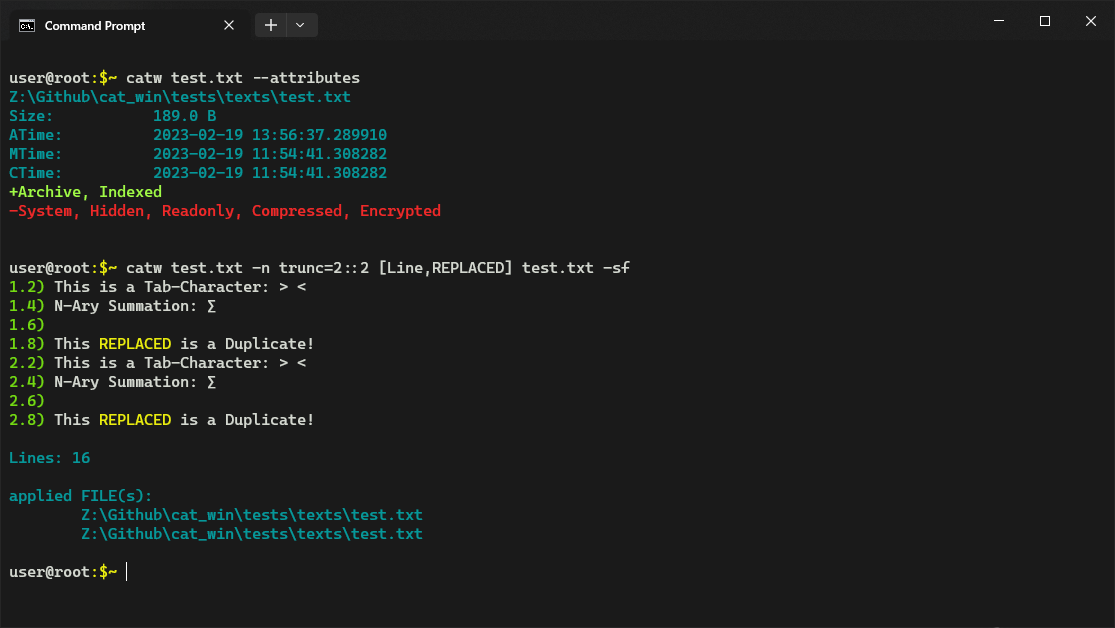 Command Prompt
user@root:$~ catw test.txt --attributes
Z:\Github\cat_win\tests\texts\test.txt
Size: 189.0 B
ATime: 2023-02-19 13:56:37.289910
MTime: 2023-02-19 11:54:41.308282
CTime: 2023-02-19 11:54:41.308282
+Archive, Indexed
-System, Hidden, Readonly, Compressed, Encrypted
user@root:$~ catw test.txt -n trunc=2::2 [Line,REPLACED] test.txt -sf
1.2) This is a Tab-Character: > <
1.4) N-Ary Summation: ∑
1.6)
1.8) This REPLACED is a Duplicate!
2.2) This is a Tab-Character: > <
2.4) N-Ary Summation: ∑
2.6)
2.8) This REPLACED is a Duplicate!
Lines: 16
applied FILE(s):
Z:\Github\cat_win\tests\texts\test.txt
Z:\Github\cat_win\tests\texts\test.txt
user@root:$~